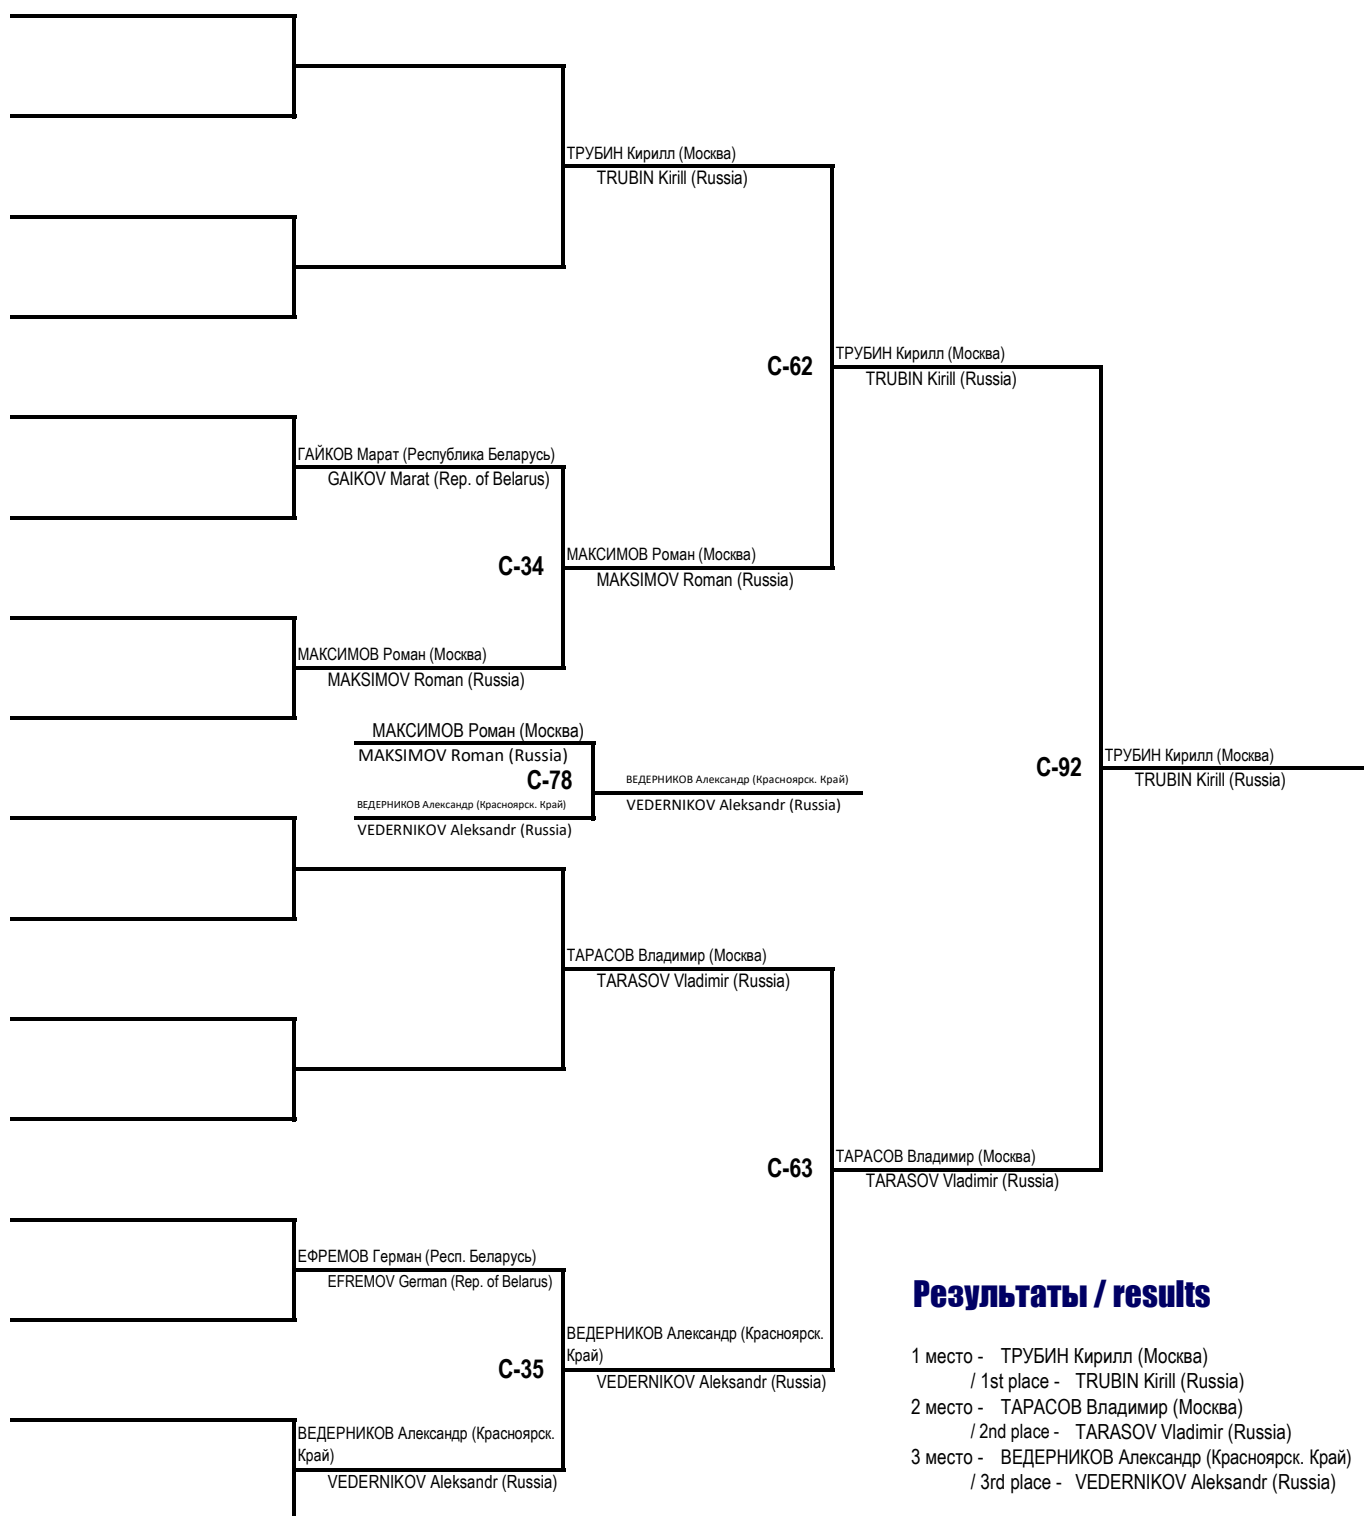 ТРУБИН Кирилл (Москва)
TRUBIN Kirill (Russia)
C-62
ТРУБИН Кирилл (Москва)
TRUBIN Kirill (Russia)
ГАЙКОВ Марат (Республика Беларусь)
GAIKOV Marat (Rep. of Belarus)
C-34
МАКСИМОВ Роман (Москва)
MAKSIMOV Roman (Russia)
МАКСИМОВ Роман (Москва)
MAKSIMOV Roman (Russia)
МАКСИМОВ Роман (Москва)
MAKSIMOV Roman (Russia)
C-78
ВЕДЕРНИКОВ Александр (Красноярск. Край)
VEDERNIKOV Aleksandr (Russia)
ВЕДЕРНИКОВ Александр (Красноярск. Край)
VEDERNIKOV Aleksandr (Russia)
C-92
ТРУБИН Кирилл (Москва)
TRUBIN Kirill (Russia)
ТАРАСОВ Владимир (Москва)
TARASOV Vladimir (Russia)
C-63
ТАРАСОВ Владимир (Москва)
TARASOV Vladimir (Russia)
ЕФРЕМОВ Герман (Респ. Беларусь)
EFREMOV German (Rep. of Belarus)
C-35
ВЕДЕРНИКОВ Александр (Красноярск.
Край)
VEDERNIKOV Aleksandr (Russia)
ВЕДЕРНИКОВ Александр (Красноярск.
Край)
VEDERNIKOV Aleksandr (Russia)
Результаты / results
1 место - ТРУБИН Кирилл (Москва)
/ 1st place - TRUBIN Kirill (Russia)
2 место - ТАРАСОВ Владимир (Москва)
/ 2nd place - TARASOV Vladimir (Russia)
3 место - ВЕДЕРНИКОВ Александр (Красноярск. Край)
/ 3rd place - VEDERNIKOV Aleksandr (Russia)